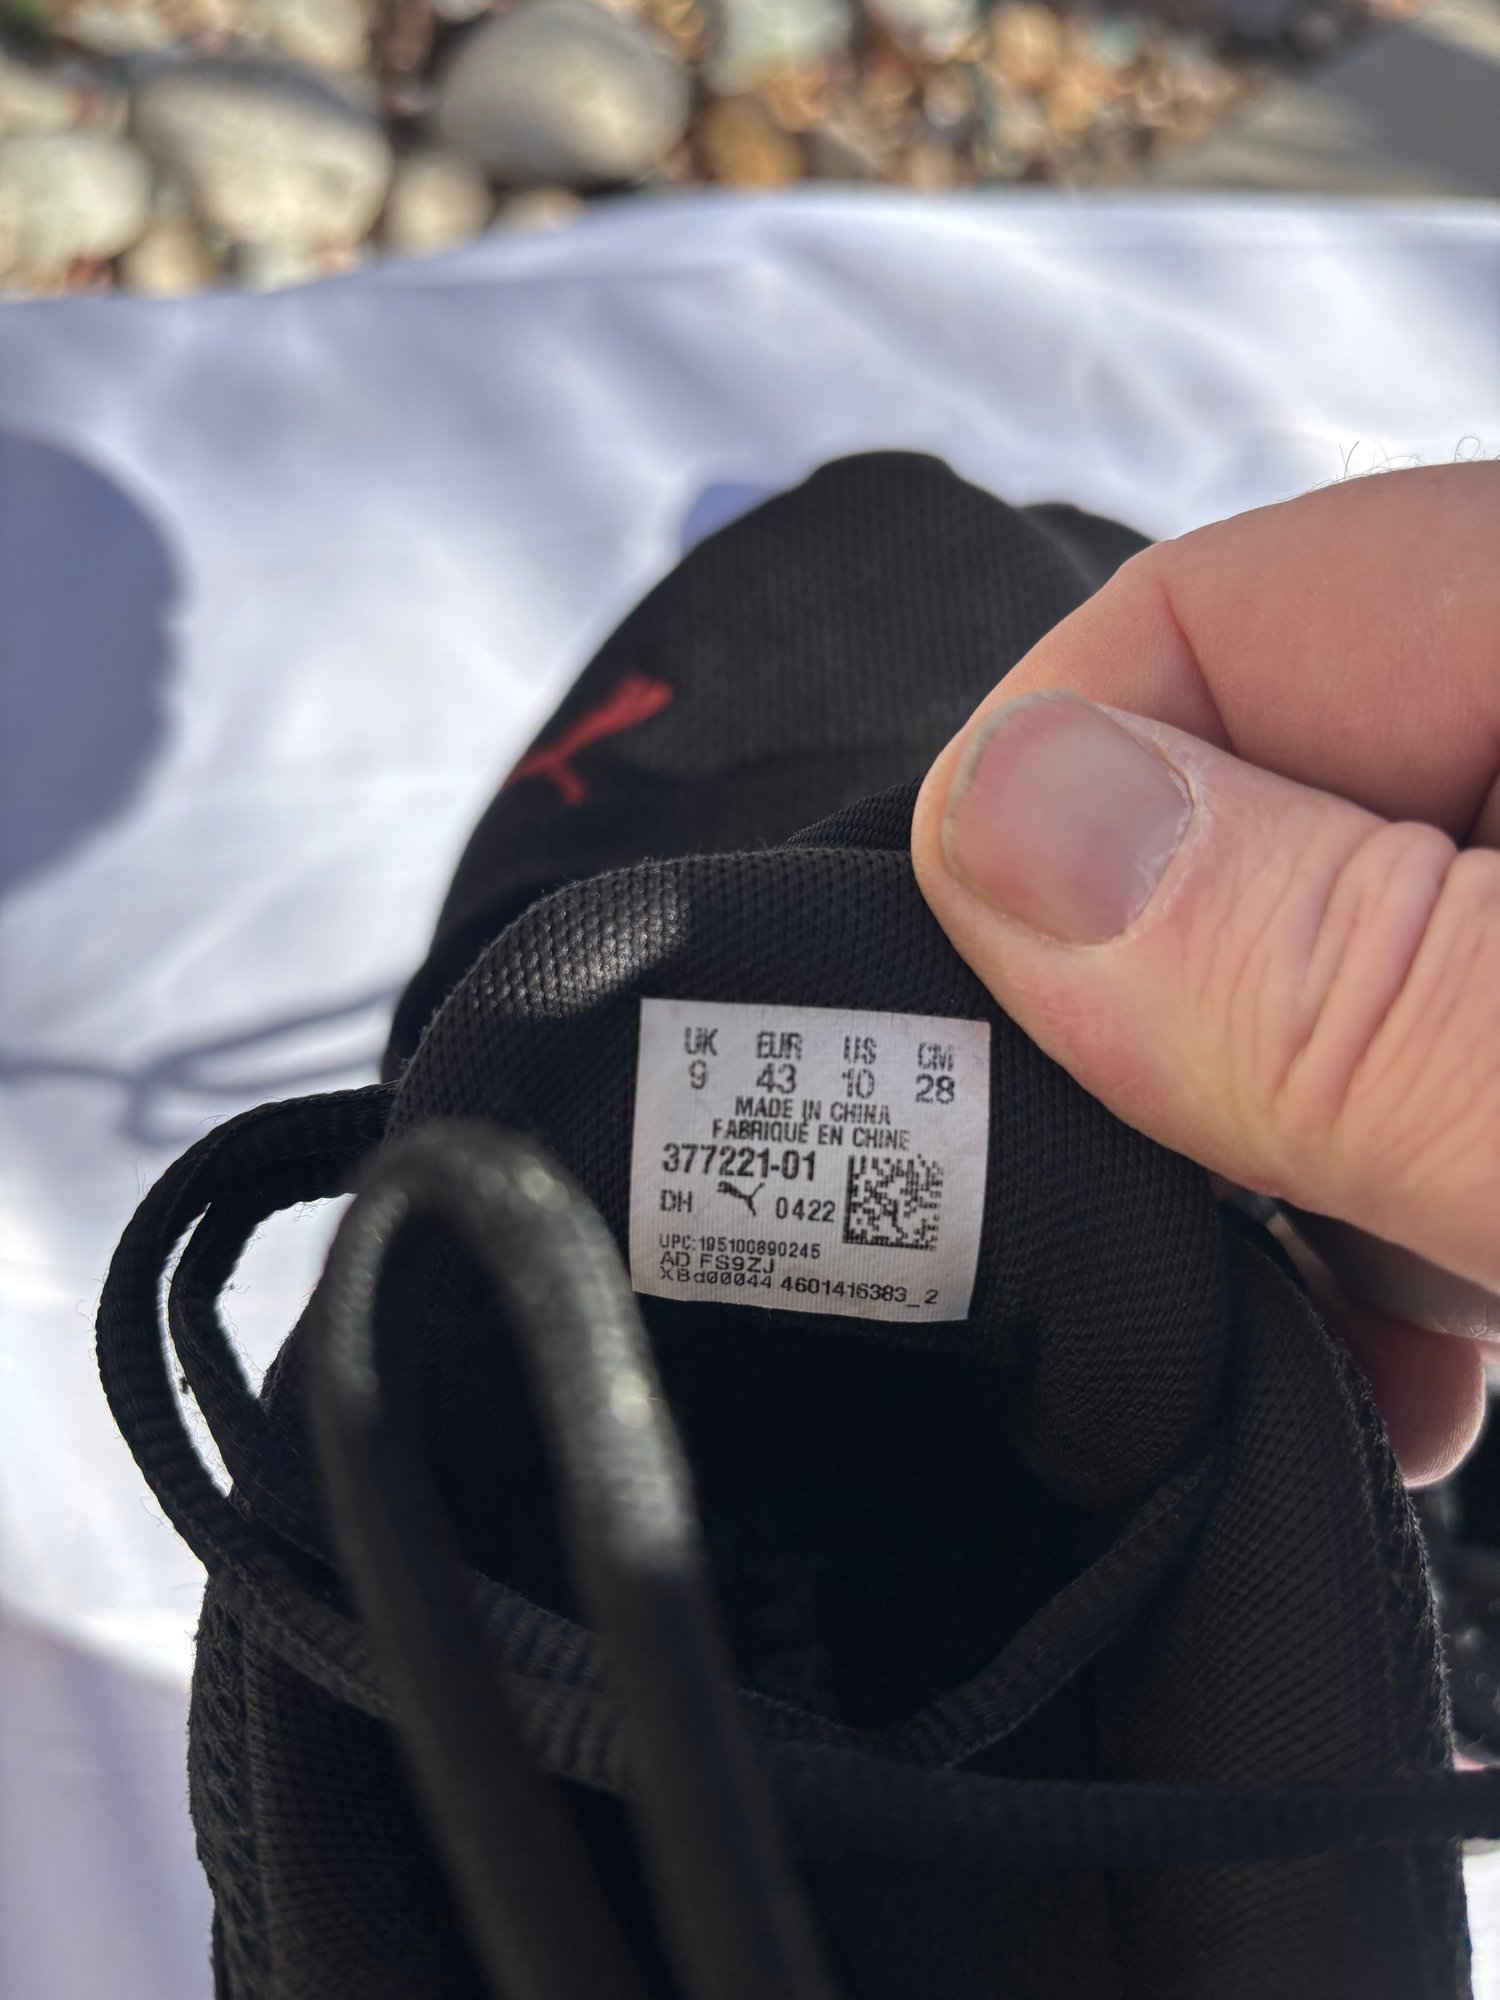 UK EUR US CM
9 43 10 28
MADE IN CHINA
FABRIQUÉ EN CHINE
377221-01
DH 0422
UPC:195100890245
AD FS9ZJ
XBd00044 4601416383_2